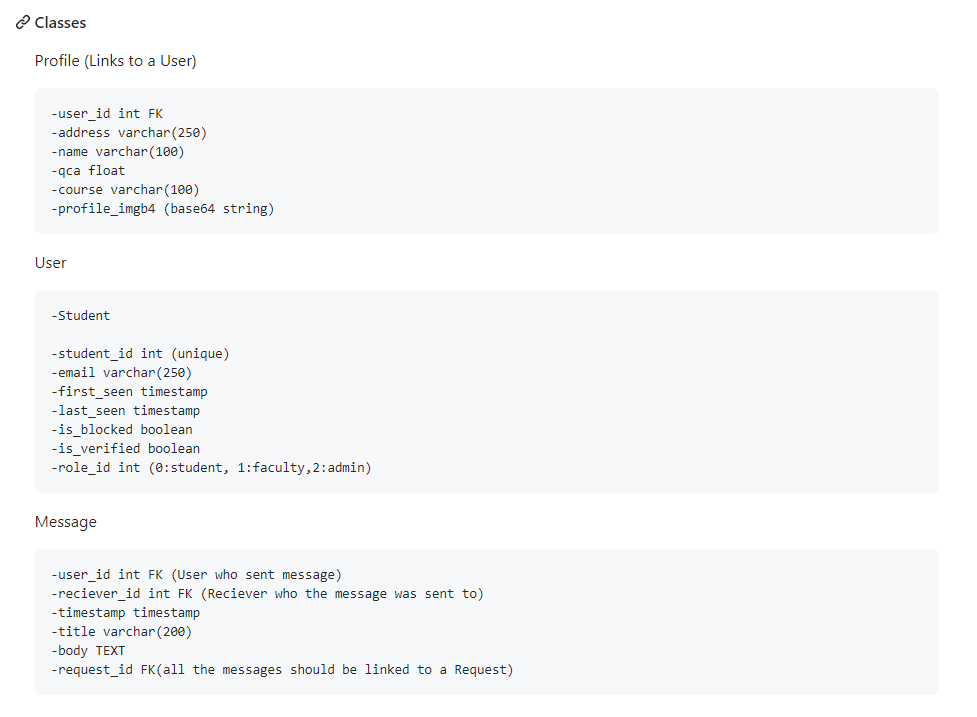 Classes
Profile (Links to a User)
-user_id int FK
-address varchar(250)
-name varchar(100)
-qca float
-course varchar(100)
-profile_imgb4 (base64 string)
User
-Student
-student_id int (unique)
-email varchar(250)
-first_seen timestamp
-last_seen timestamp
-is_blocked boolean
-is_verified boolean
-role_id int (0:student, 1:faculty,2:admin)
Message
-user_id int FK (User who sent message)
-reciever_id int FK (Reciever who the message was sent to)
-timestamp timestamp
-title varchar(200)
-body TEXT
-request_id FK(all the messages should be linked to a Request)